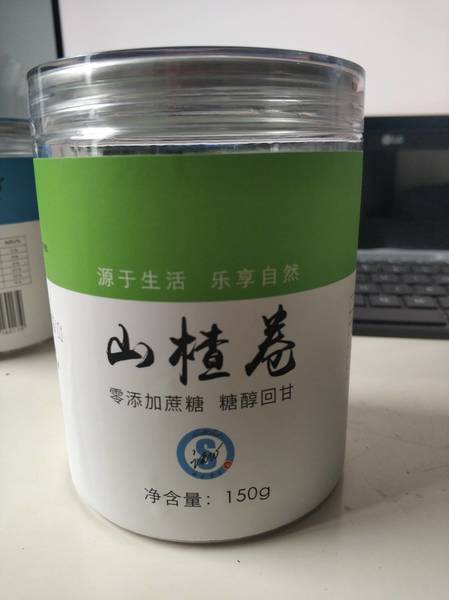 源于生活 乐享自然
山楂卷
零添加蔗糖 糖醇回甘
净含量：150g
LG